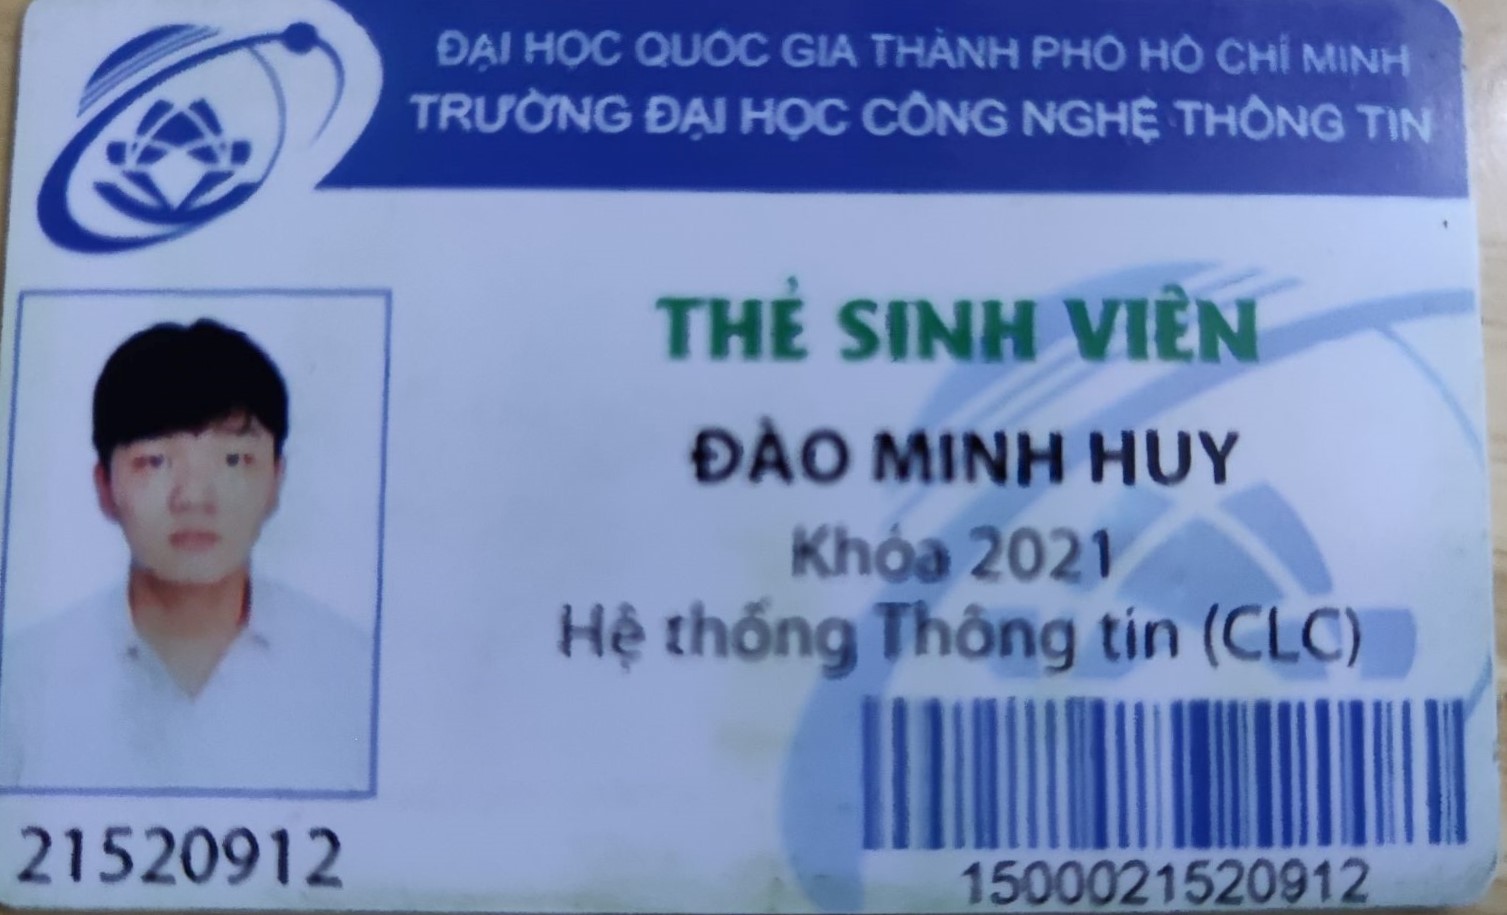 ĐẠI HỌC QUỐC GIA THÀNH PHỐ HỒ CHÍ MINH
TRƯỜNG ĐẠI HỌC CÔNG NGHỆ THÔNG TIN
THẺ SINH VIÊN
ĐÀO MINH HUY
Khóa 2021
Hệ thống Thông tin (CLC)
21520912
1500021520912